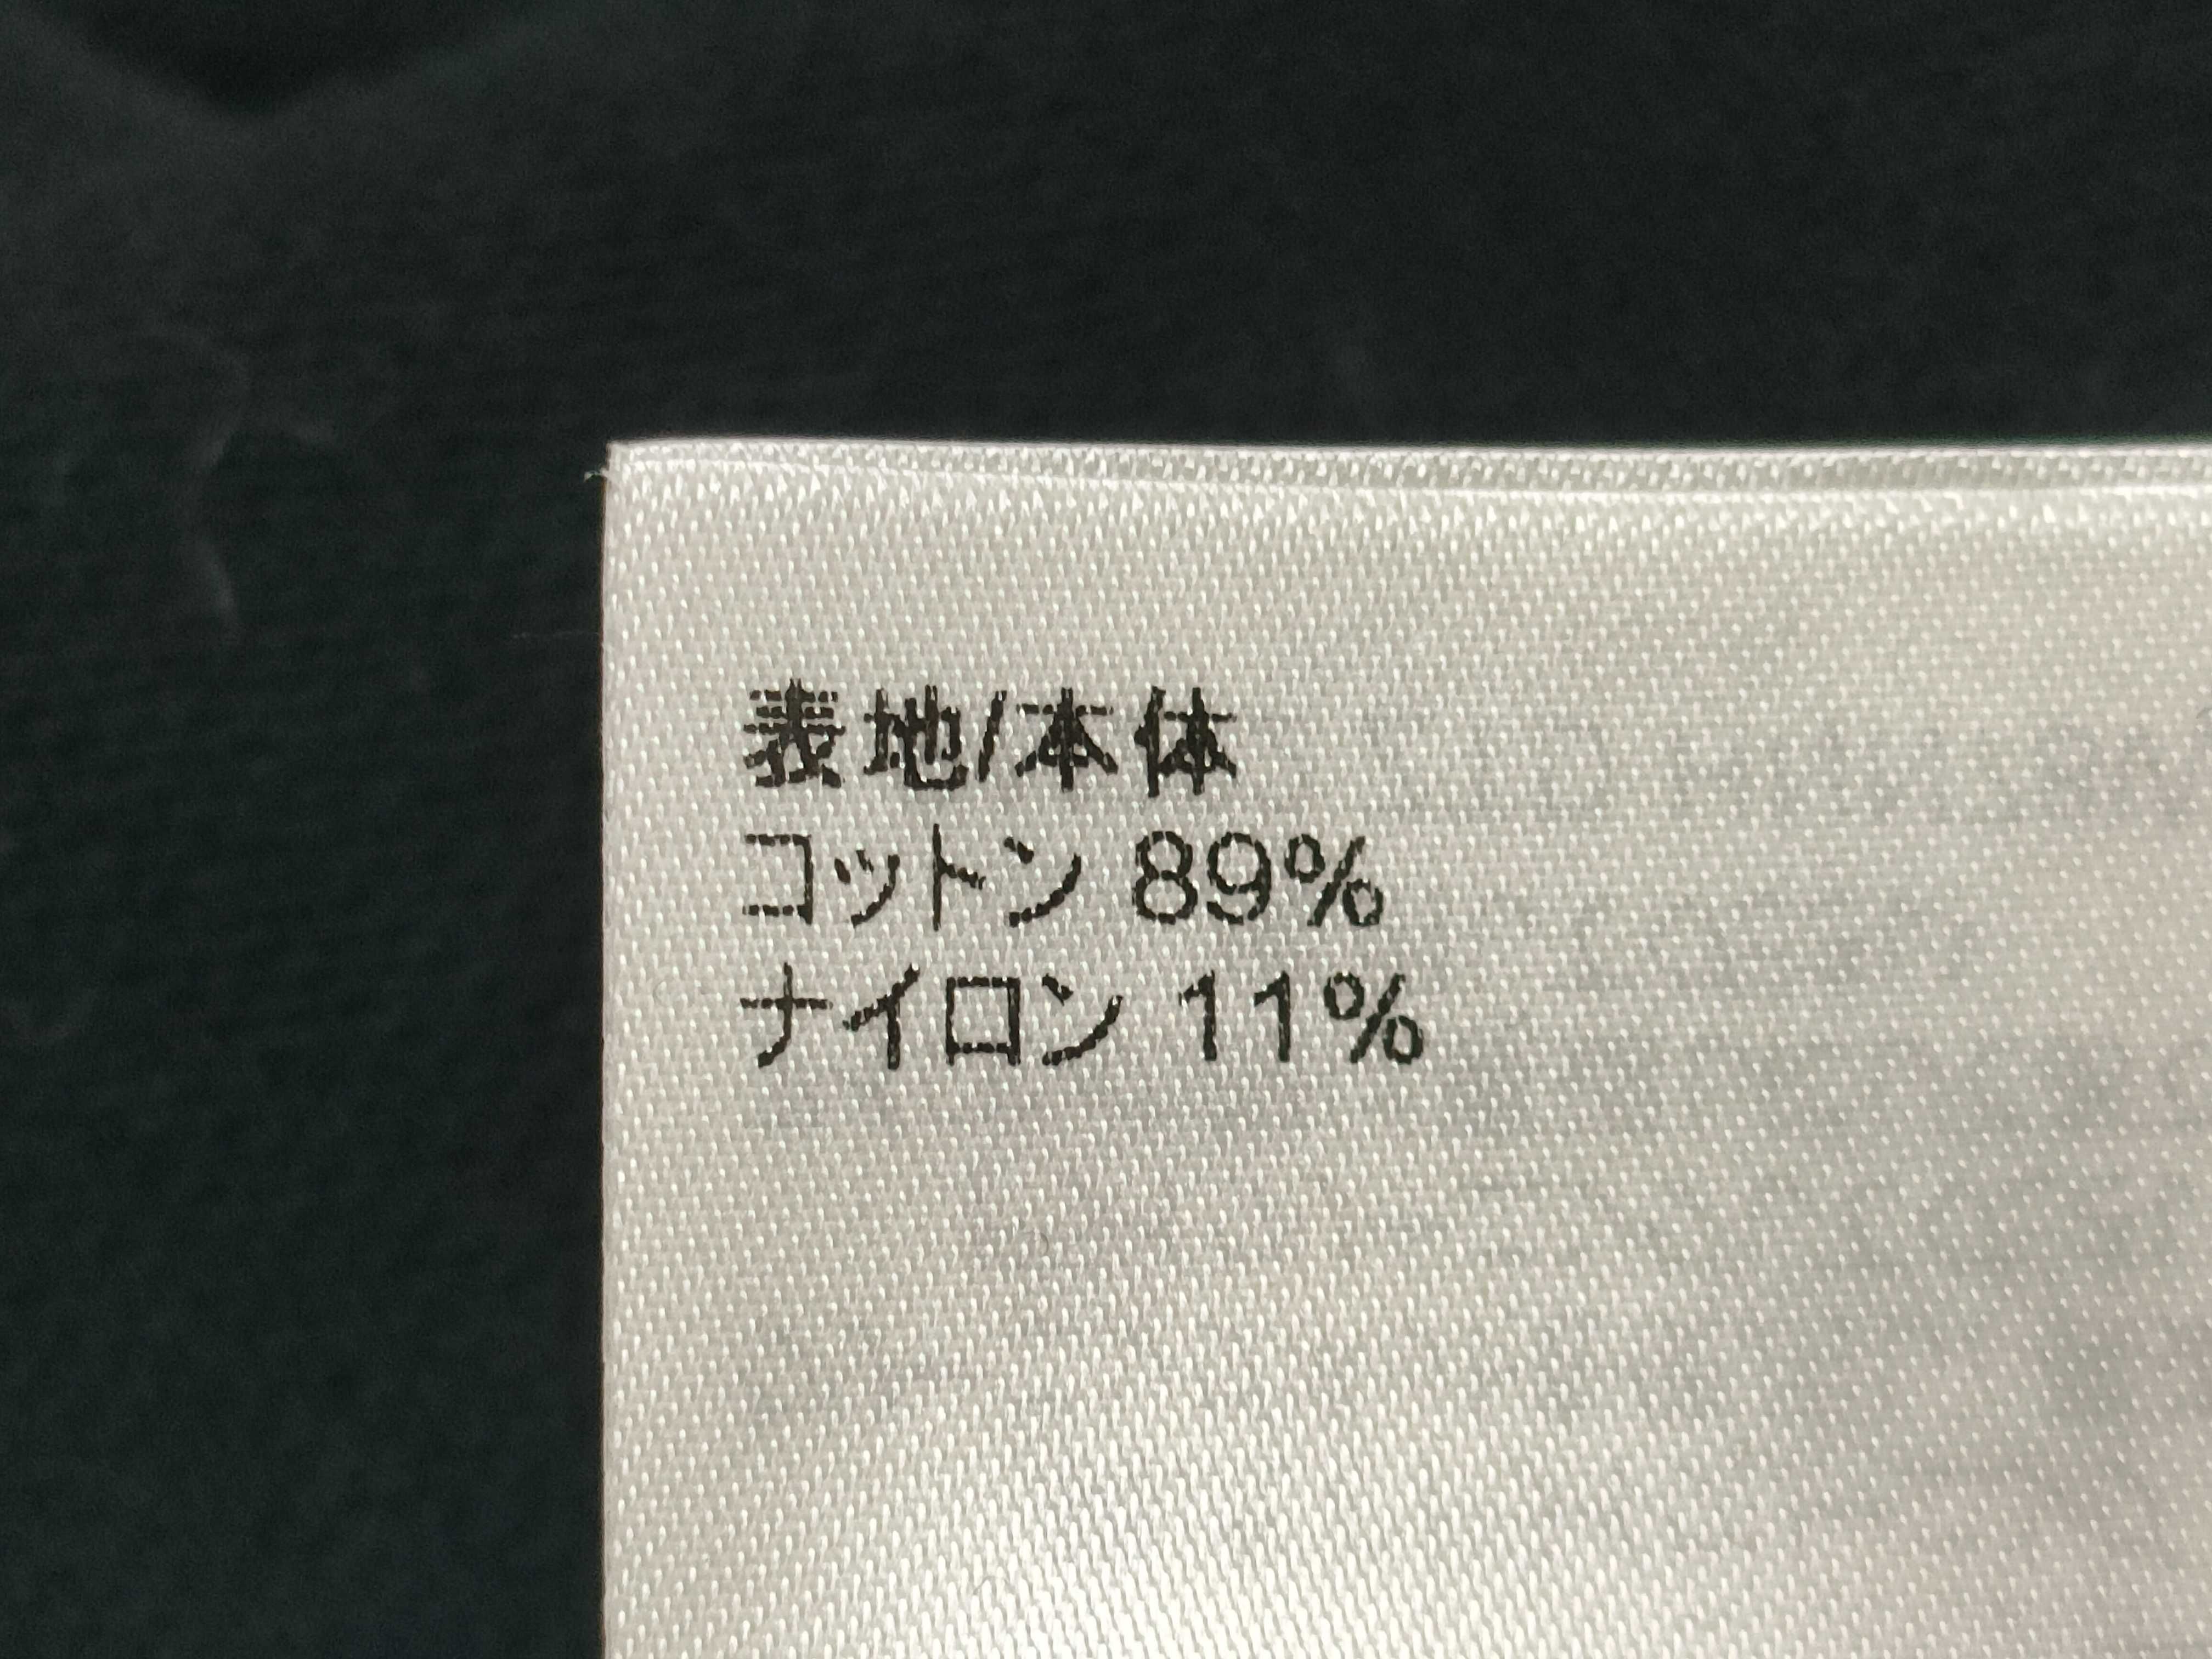 表地/本体
コットン 89%
ナイロン 11%